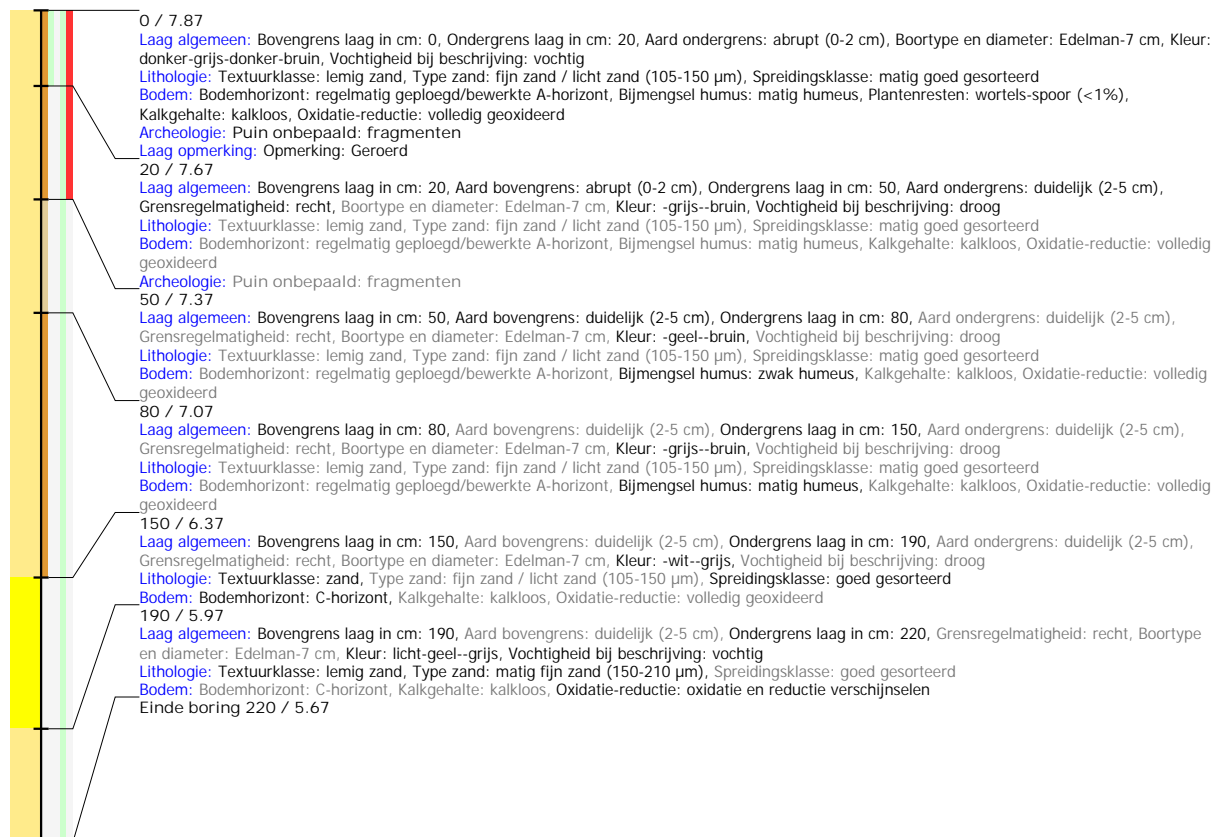 0 / 7.87
Laag algemeen: Bovengrens laag in cm: 0, Ondergrens laag in cm: 20, Aard ondergrens: abrupt (0-2 cm), Boortype en diameter: Edelman-7 cm, Kleur:
donker-grijs-donker-bruin, Vochtigheid bij beschrijving: vochtig
Lithologie: Textuurklasse: lemig zand, Type zand: fijn zand / licht zand (105-150 µm), Spreidingsklasse: matig goed gesorteerd
Bodem: Bodemhorizont: regelmatig geploegd/bewerkte A-horizont, Bijmengsel humus: matig humeus, Plantenresten: wortels-spoor (<1%),
Kalkgehalte: kalkloos, Oxidatie-reductie: volledig geoxideerd
Archeologie: Puin onbepaald: fragmenten
Laag opmerking: Opmerking: Geroerd
20 / 7.67
Laag algemeen: Bovengrens laag in cm: 20, Aard bovengrens: abrupt (0-2 cm), Ondergrens laag in cm: 50, Aard ondergrens: duidelijk (2-5 cm),
Grensregelmatigheid: recht, Boortype en diameter: Edelman-7 cm, Kleur: -grijs--bruin, Vochtigheid bij beschrijving: droog
Lithologie: Textuurklasse: lemig zand, Type zand: fijn zand / licht zand (105-150 µm), Spreidingsklasse: matig goed gesorteerd
Bodem: Bodemhorizont: regelmatig geploegd/bewerkte A-horizont, Bijmengsel humus: matig humeus, Kalkgehalte: kalkloos, Oxidatie-reductie: volledig
geoxideerd
Archeologie: Puin onbepaald: fragmenten
50 / 7.37
Laag algemeen: Bovengrens laag in cm: 50, Aard bovengrens: duidelijk (2-5 cm), Ondergrens laag in cm: 80, Aard ondergrens: duidelijk (2-5 cm),
Grensregelmatigheid: recht, Boortype en diameter: Edelman-7 cm, Kleur: -geel--bruin, Vochtigheid bij beschrijving: droog
Lithologie: Textuurklasse: lemig zand, Type zand: fijn zand / licht zand (105-150 µm), Spreidingsklasse: matig goed gesorteerd
Bodem: Bodemhorizont: regelmatig geploegd/bewerkte A-horizont, Bijmengsel humus: zwak humeus, Kalkgehalte: kalkloos, Oxidatie-reductie: volledig
geoxideerd
80 / 7.07
Laag algemeen: Bovengrens laag in cm: 80, Aard bovengrens: duidelijk (2-5 cm), Ondergrens laag in cm: 150, Aard ondergrens: duidelijk (2-5 cm),
Grensregelmatigheid: recht, Boortype en diameter: Edelman-7 cm, Kleur: -grijs--bruin, Vochtigheid bij beschrijving: droog
Lithologie: Textuurklasse: lemig zand, Type zand: fijn zand / licht zand (105-150 µm), Spreidingsklasse: matig goed gesorteerd
Bodem: Bodemhorizont: regelmatig geploegd/bewerkte A-horizont, Bijmengsel humus: matig humeus, Kalkgehalte: kalkloos, Oxidatie-reductie: volledig
geoxideerd
150 / 6.37
Laag algemeen: Bovengrens laag in cm: 150, Aard bovengrens: duidelijk (2-5 cm), Ondergrens laag in cm: 190, Aard ondergrens: duidelijk (2-5 cm),
Grensregelmatigheid: recht, Boortype en diameter: Edelman-7 cm, Kleur: -wit--grijs, Vochtigheid bij beschrijving: droog
Lithologie: Textuurklasse: zand, Type zand: fijn zand / licht zand (105-150 µm), Spreidingsklasse: goed gesorteerd
Bodem: Bodemhorizont: C-horizont, Kalkgehalte: kalkloos, Oxidatie-reductie: volledig geoxideerd
190 / 5.97
Laag algemeen: Bovengrens laag in cm: 190, Aard bovengrens: duidelijk (2-5 cm), Ondergrens laag in cm: 220, Grensregelmatigheid: recht, Boortype
en diameter: Edelman-7 cm, Kleur: licht-geel--grijs, Vochtigheid bij beschrijving: vochtig
Lithologie: Textuurklasse: lemig zand, Type zand: matig fijn zand (150-210 µm), Spreidingsklasse: goed gesorteerd
Bodem: Bodemhorizont: C-horizont, Kalkgehalte: kalkloos, Oxidatie-reductie: oxidatie en reductie verschijnselen
Einde boring 220 / 5.67